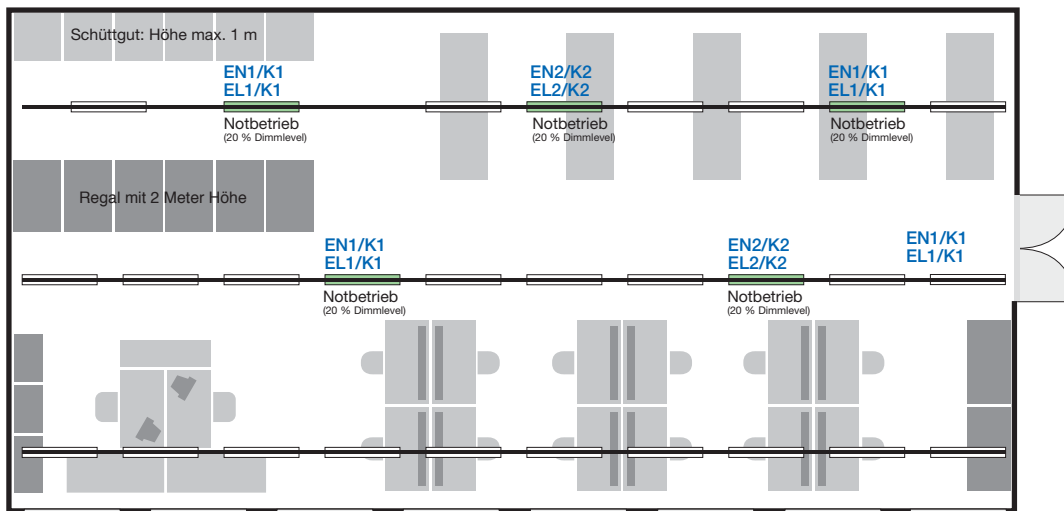 Schüttgut: Höhe max. 1 m
EN1/K1
EL1/K1
Notbetrieb
(20 % Dimmlevel)
EN2/K2
EL2/K2
Notbetrieb
(20 % Dimmlevel)
EN1/K1
EL1/K1
Notbetrieb
(20 % Dimmlevel)
Regal mit 2 Meter Höhe
EN1/K1
EL1/K1
Notbetrieb
(20 % Dimmlevel)
EN2/K2
EL2/K2
Notbetrieb
(20 % Dimmlevel)
EN1/K1
EL1/K1